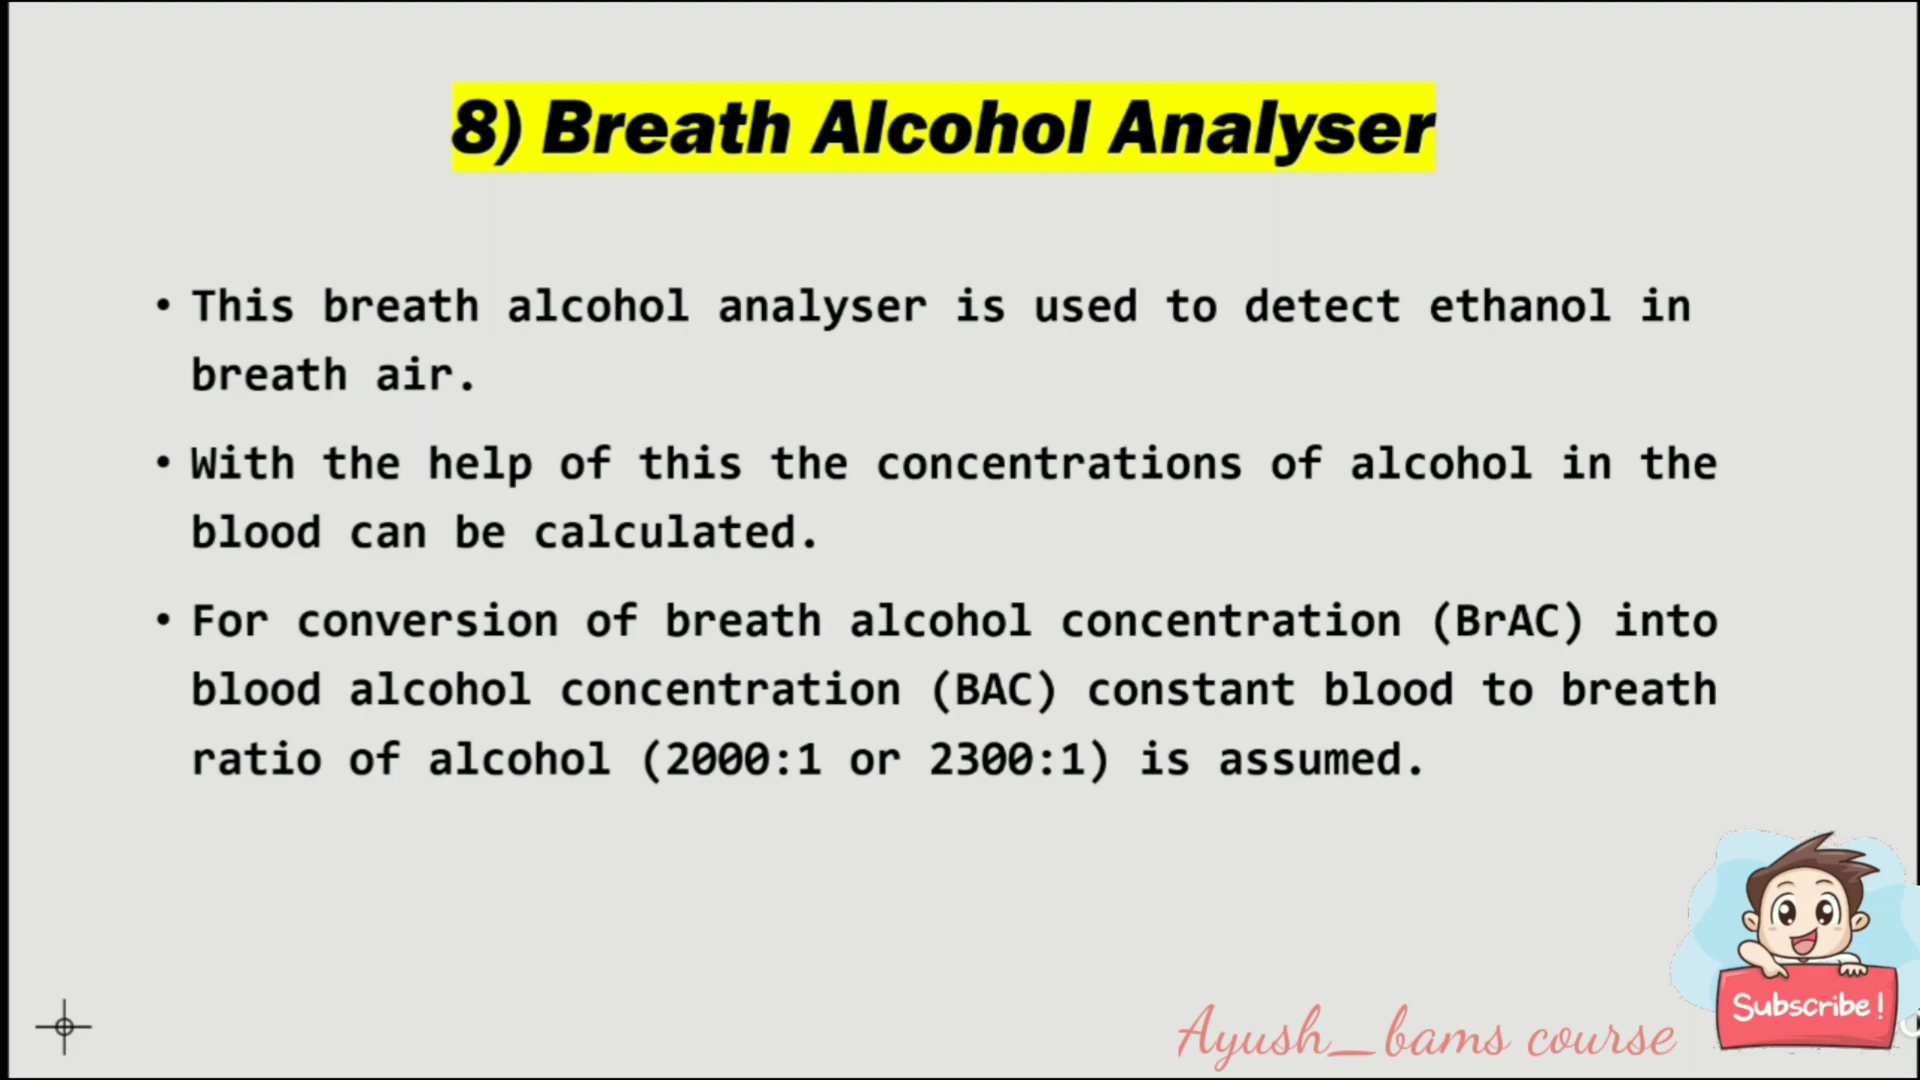 8) Breath Alcohol Analyser
• This breath alcohol analyser is used to detect ethanol in
breath air.
• With the help of this the concentrations of alcohol in the
blood can be calculated.
• For conversion of breath alcohol concentration (BrAC) into
blood alcohol concentration (BAC) constant blood to breath
ratio of alcohol (2000:1 or 2300:1) is assumed.
Subscribe!
Ayush_bams course